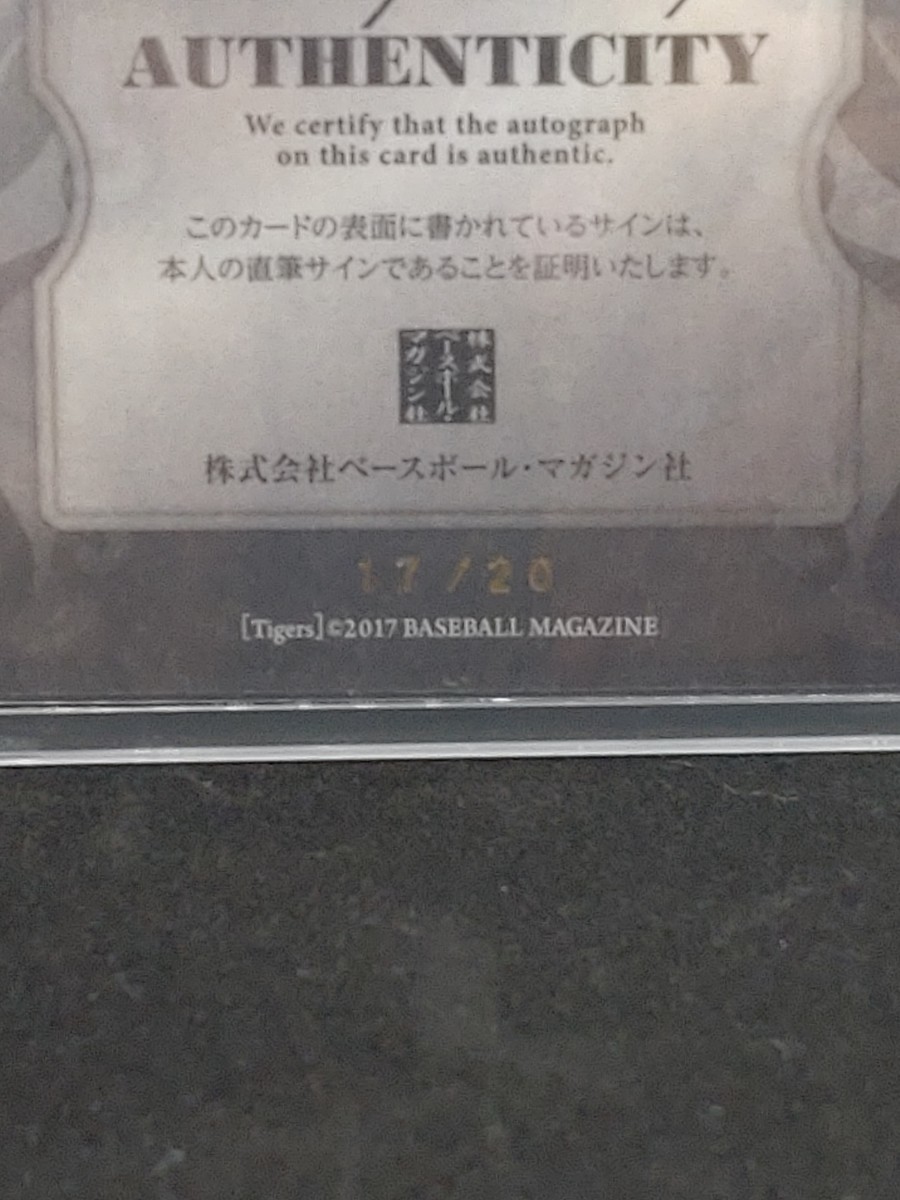 AUTHENTICITY
We certify that the autograph
on this card is authentic.
このカードの表面に書かれているサインは、
本人の直筆サインであることを証明いたします。
株式会社
ベースボール・
マガジン社
株式会社ベースボール・マガジン社
17/20
[Tigers]©2017 BASEBALL MAGAZINE